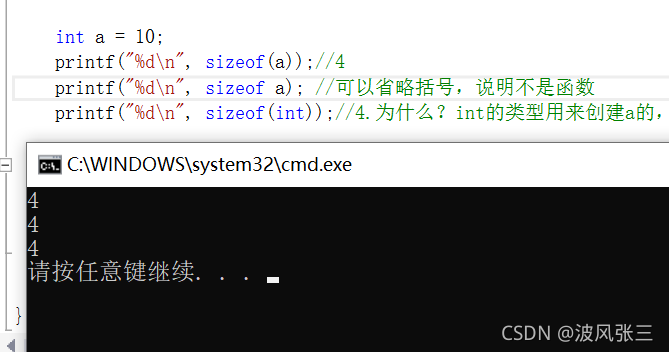 int a = 10;
printf("%d\n", sizeof(a));//4
printf("%d\n", sizeof a); //可以省略括号，说明不是函数
printf("%d\n", sizeof(int));//4.为什么？int的类型用来创建a的，
C:\WINDOWS\system32\cmd.exe
4
4
4
请按任意键继续. . .
}
CSDN @波风张三